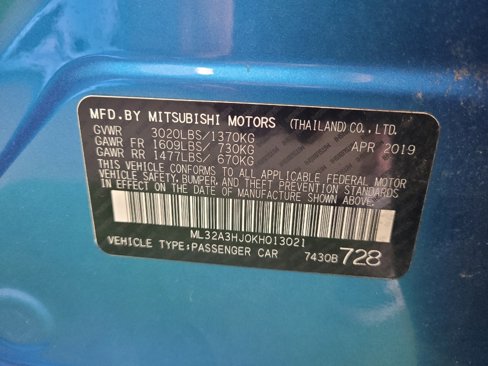 MFD.BY MITSUBISHI MOTORS (THAILAND) CO., LTD.
GVWR 3020LBS/1370KG
GAWR FR 1609LBS/ 730KG APR 2019
GAWR RR 1477LBS/ 670KG
THIS VEHICLE CONFORMS TO ALL APPLICABLE FEDERAL MOTOR
VEHICLE SAFETY, BUMPER, AND THEFT PREVENTION STANDARDS
IN EFFECT ON THE DATE OF MANUFACTURE SHOWN ABOVE.
ML32A3HJ0KH013021
VEHICLE TYPE:PASSENGER CAR 7430B 728